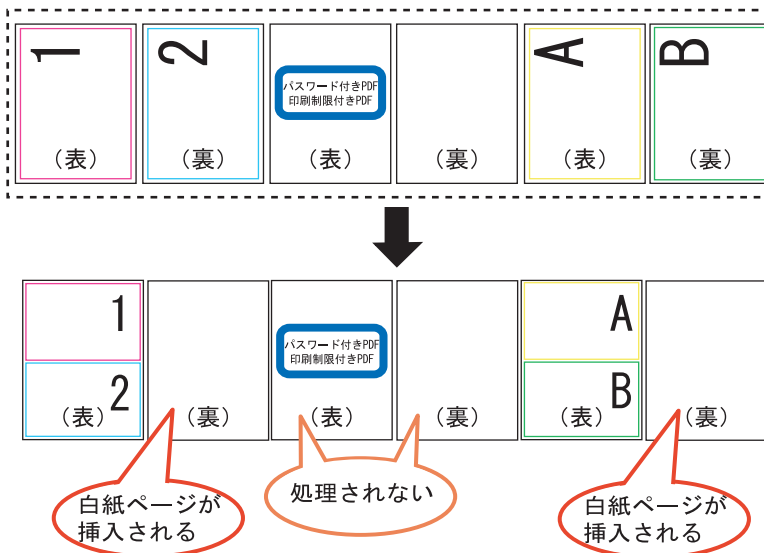 1
2
パスワード付きPDF
印刷制限付きPDF
A
B
（表）
（裏）
（表）
（裏）
（表）
（裏）
1
2
パスワード付きPDF
印刷制限付きPDF
A
B
（表）
（裏）
（表）
（裏）
（表）
（裏）
白紙ページが
挿入される
処理されない
白紙ページが
挿入される